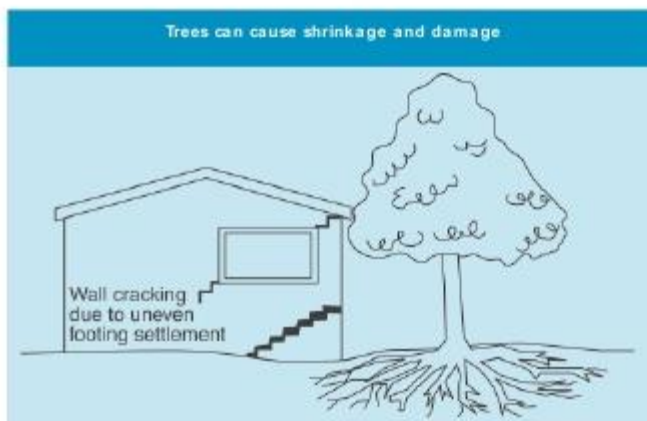 Trees can cause shrinkage and damage
Wall cracking
due to uneven
footing settlement